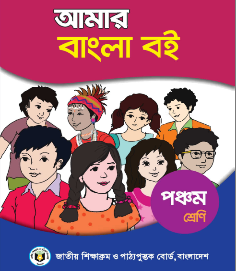 আমার
বাংলা বই
পঞ্চম
শ্রেণি
জাতীয় শিক্ষাক্রম ও পাঠ্যপুস্তক বোর্ড, বাংলাদেশ